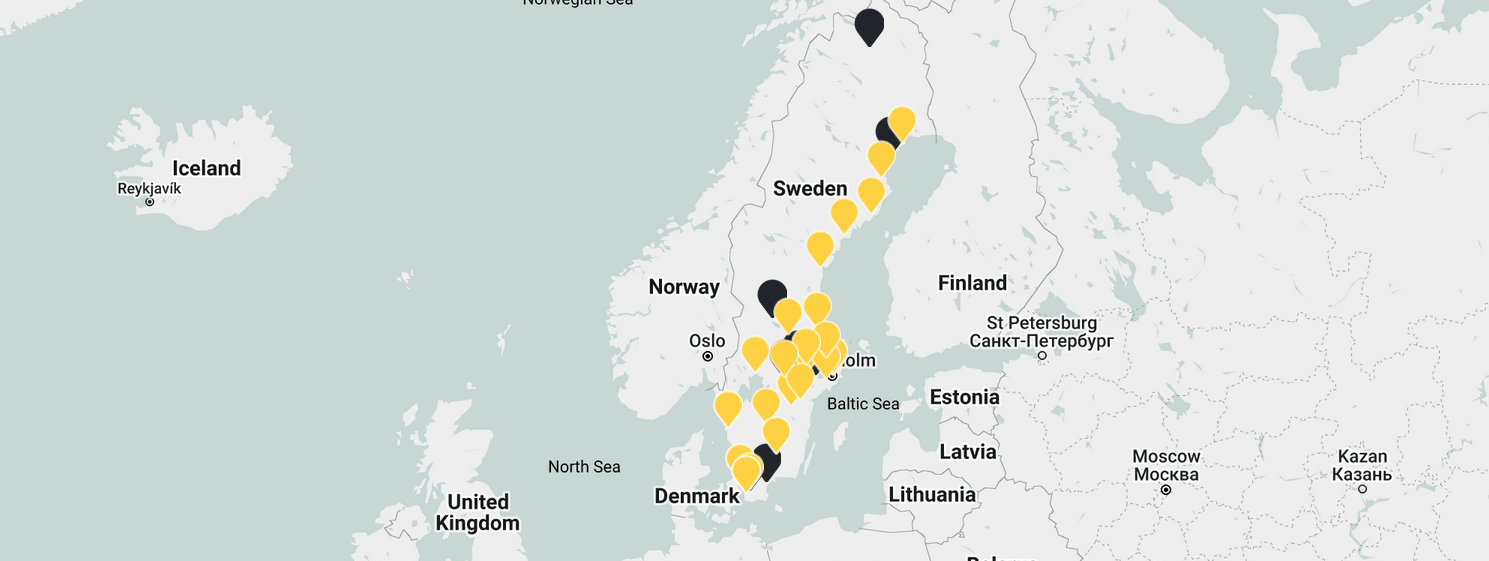 Norwegian Sea
Iceland
Reykjavík
Sweden
Norway
Finland
Oslo
St Petersburg
Санкт-Петербург
olm
Baltic Sea
Estonia
Latvia
Moscow
Москва
Kazan
Казань
North Sea
Denmark
Lithuania
United
Kingdom